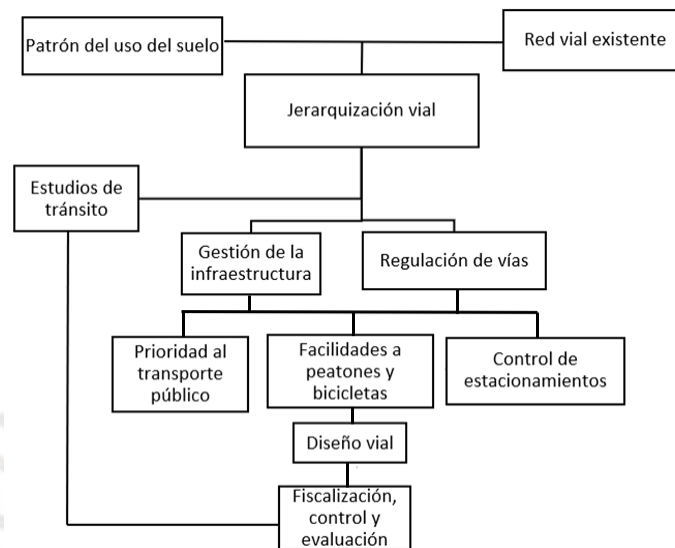 Patrón del uso del suelo
Red vial existente
Jerarquización vial
Estudios de
tránsito
Gestión de la
infraestructura
Regulación de vías
Prioridad al
transporte
público
Facilidades a
peatones y
bicicletas
Control de
estacionamientos
Diseño vial
Fiscalización,
control y
evaluación